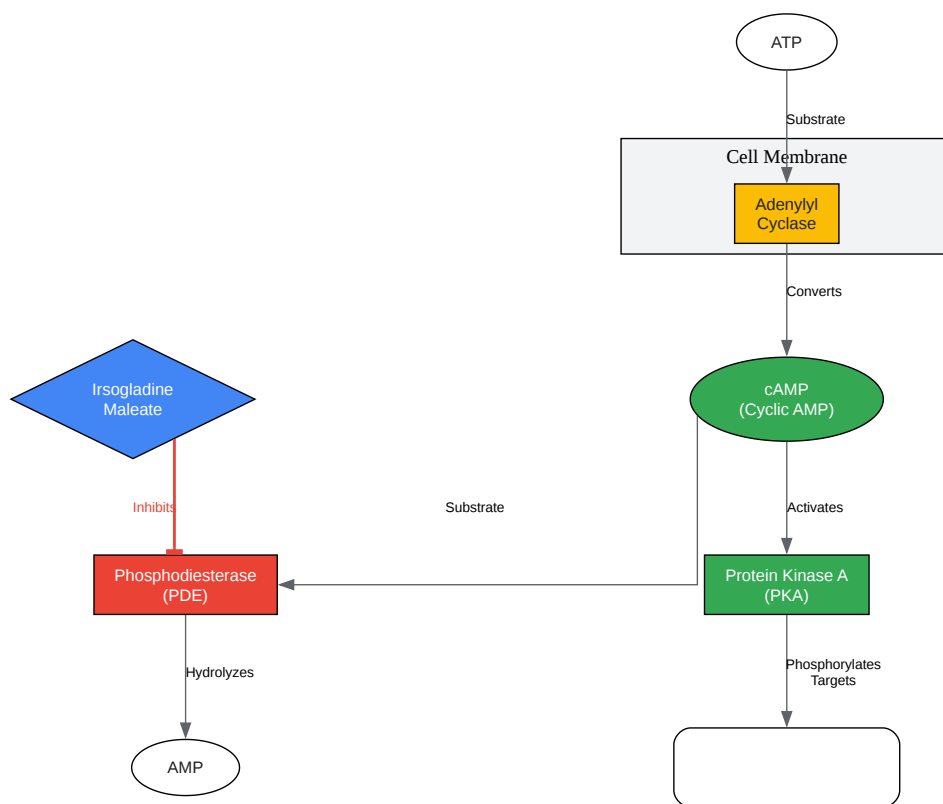 ATP
Substrate
Cell Membrane
Adenylyl
Cyclase
Converts
Irsogladine
Maleate
cAMP
(Cyclic AMP)
Inhibits
Substrate
Activates
Phosphodiesterase
(PDE)
Protein Kinase A
(PKA)
Hydrolyzes
Phosphorylates
Targets
AMP